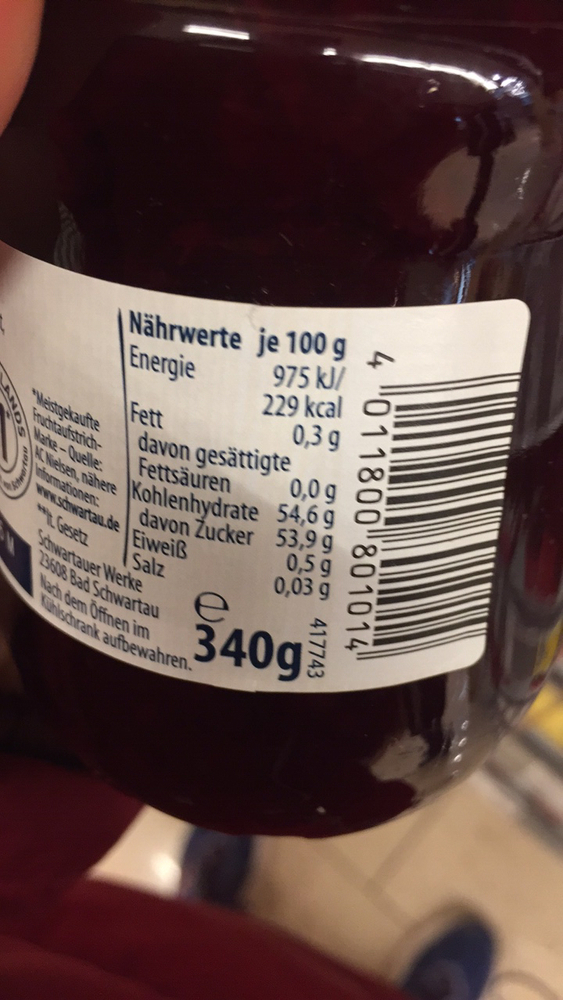 Nährwerte je 100 g
Energie 975 kJ/
229 kcal
Fett 0,3 g
davon gesättigte
Fettsäuren 0,0 g
Kohlenhydrate 54,6 g
davon Zucker 53,9 g
Eiweiß 0,5 g
Salz 0,03 g
*Meistgekaufte
Fruchtaufstrich-
Marke – Quelle:
AC Nielsen, nähere
Informationen:
www.schwartau.de
**lt. Gesetz
Schwartauer Werke
23608 Bad Schwartau
Nach dem Öffnen im
Kühlschrank aufbewahren.
e
340g
417743
4 011800 801014